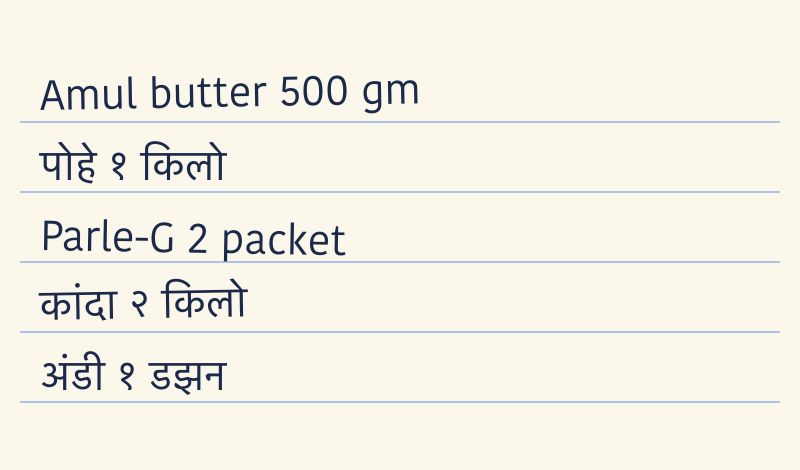 Amul butter 500 gm
पोहे १ किलो
Parle-G 2 packet
कांदा २ किलो
अंडी १ डझन